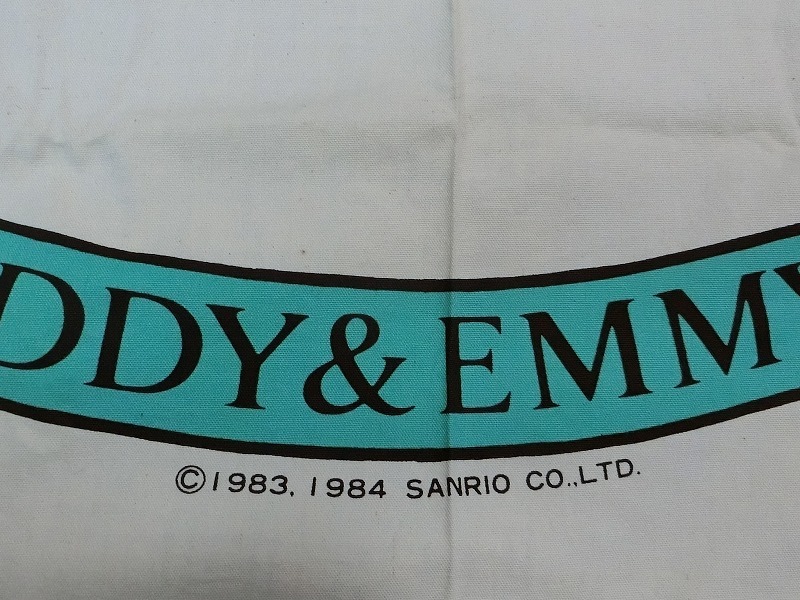 DDY & EMMY
©1983, 1984 SANRIO CO.,LTD.